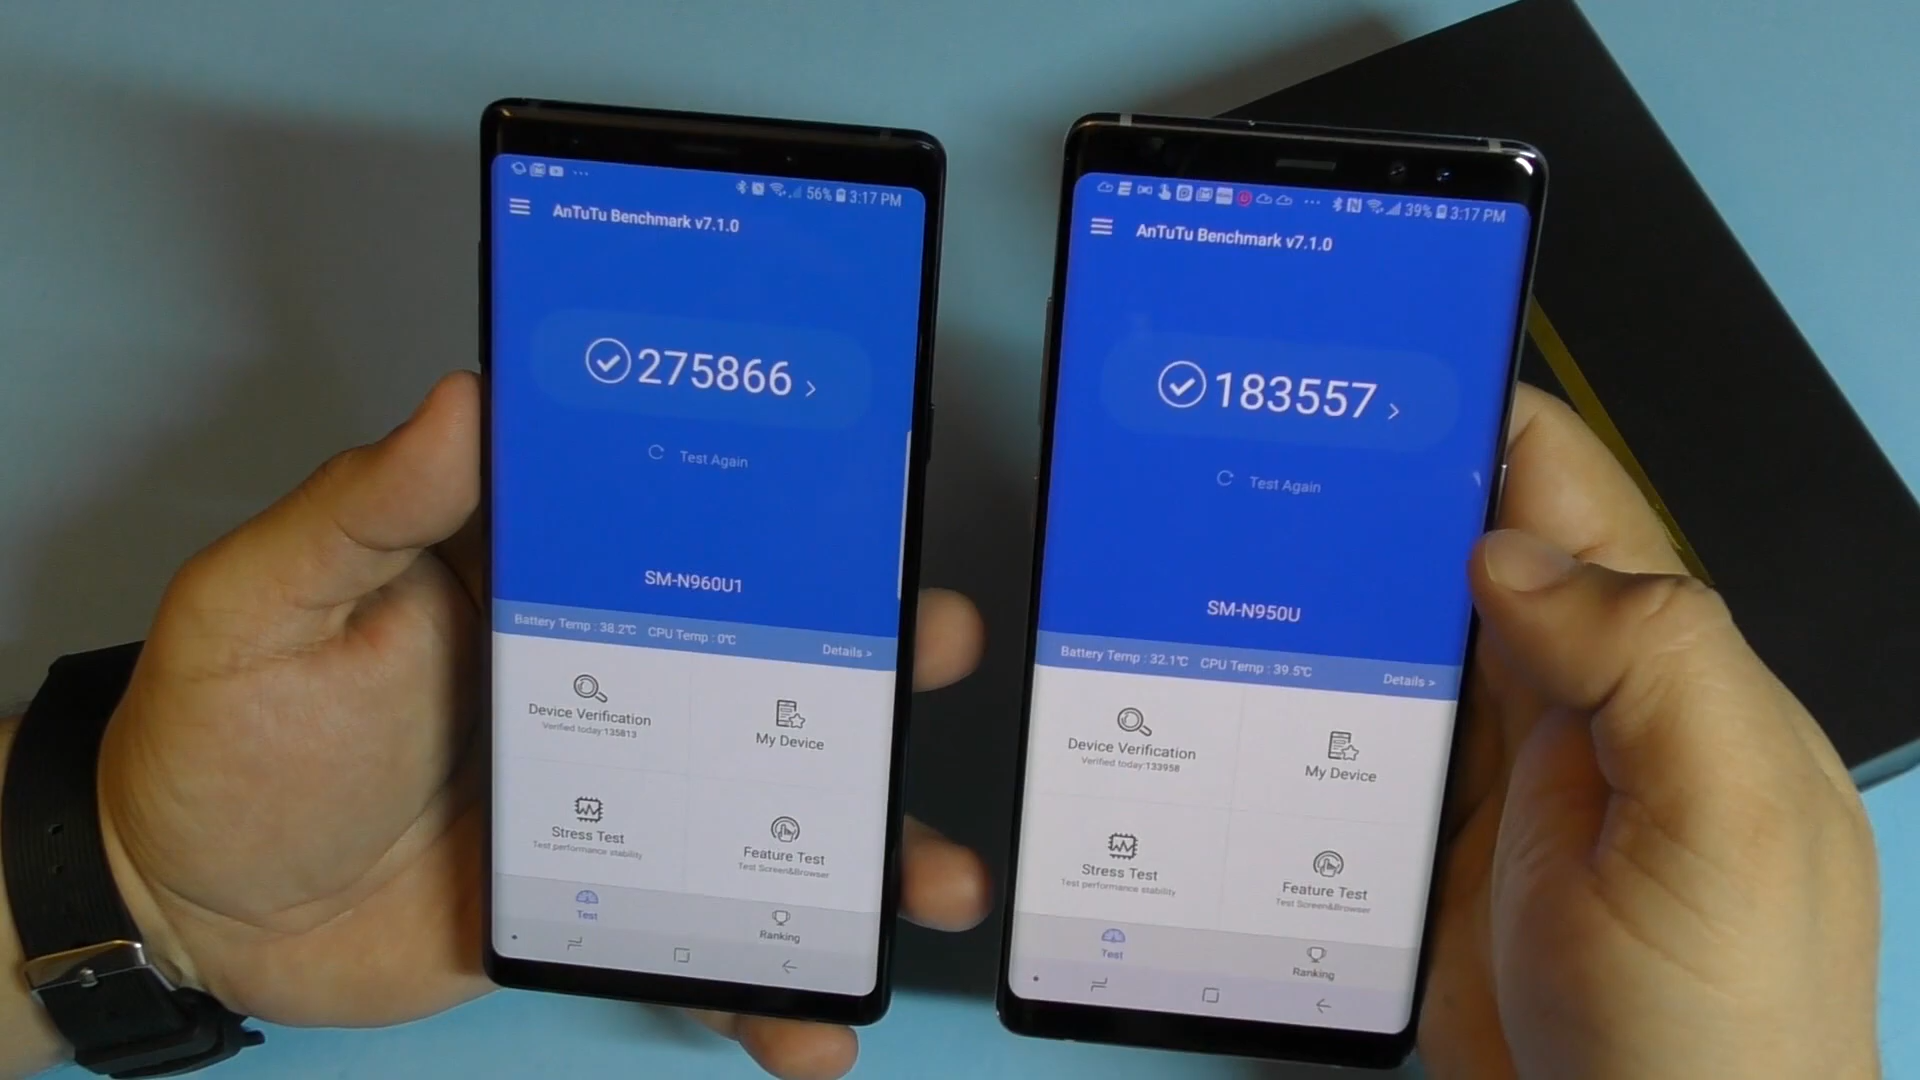 56% 3:17 PM
AnTuTu Benchmark v7.1.0
275866 >
Test Again
SM-N960U1
Battery Temp : 38.2℃ CPU Temp : 0℃ Details >
Device Verification
Verified today:135813
My Device
Stress Test
Test performance stability
Feature Test
Test Screen&Browser
Test
Ranking
39% 3:17 PM
AnTuTu Benchmark v7.1.0
183557 >
Test Again
SM-N950U
Battery Temp : 32.1℃ CPU Temp : 39.5℃ Details >
Device Verification
Verified today:133958
My Device
Stress Test
Test performance stability
Feature Test
Test Screen&Browser
Test
Ranking